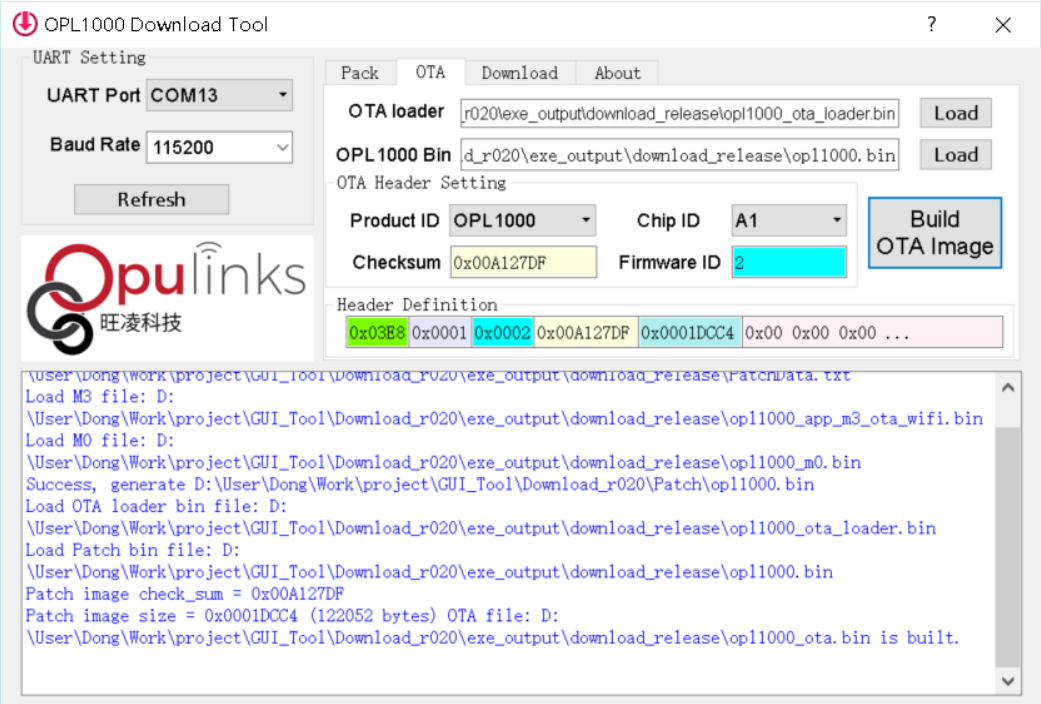 OPL1000 Download Tool
?
UART Setting
UART Port COM13
Baud Rate 115200
Refresh
Opulinks
旺凌科技
Pack OTA Download About
OTA loader _r020\exe_output\download_release\opl1000_ota_loader.bin Load
OPL1000 Bin .d_r020\exe_output\download_release\opl1000.bin Load
OTA Header Setting
Product ID OPL1000 Chip ID A1
Checksum 0x00A127DF Firmware ID 2
Build
OTA Image
Header Definition
0x03E8 0x0001 0x0002 0x00A127DF 0x0001DCC4 0x00 0x00 0x00 ...
\User\Dong\Work\project\GUI_Tool\Download_r020\exe_output\download_release\PatchData.txt
Load M3 file: D:
\User\Dong\Work\project\GUI_Tool\Download_r020\exe_output\download_release\opl1000_app_m3_ota_wifi.bin
Load M0 file: D:
\User\Dong\Work\project\GUI_Tool\Download_r020\exe_output\download_release\opl1000_m0.bin
Success, generate D:\User\Dong\Work\project\GUI_Tool\Download_r020\Patch\opl1000.bin
Load OTA loader bin file: D:
\User\Dong\Work\project\GUI_Tool\Download_r020\exe_output\download_release\opl1000_ota_loader.bin
Load Patch bin file: D:
\User\Dong\Work\project\GUI_Tool\Download_r020\exe_output\download_release\opl1000.bin
Patch image check_sum = 0x00A127DF
Patch image size = 0x0001DCC4 (122052 bytes) OTA file: D:
\User\Dong\Work\project\GUI_Tool\Download_r020\exe_output\download_release\opl1000_ota.bin is built.